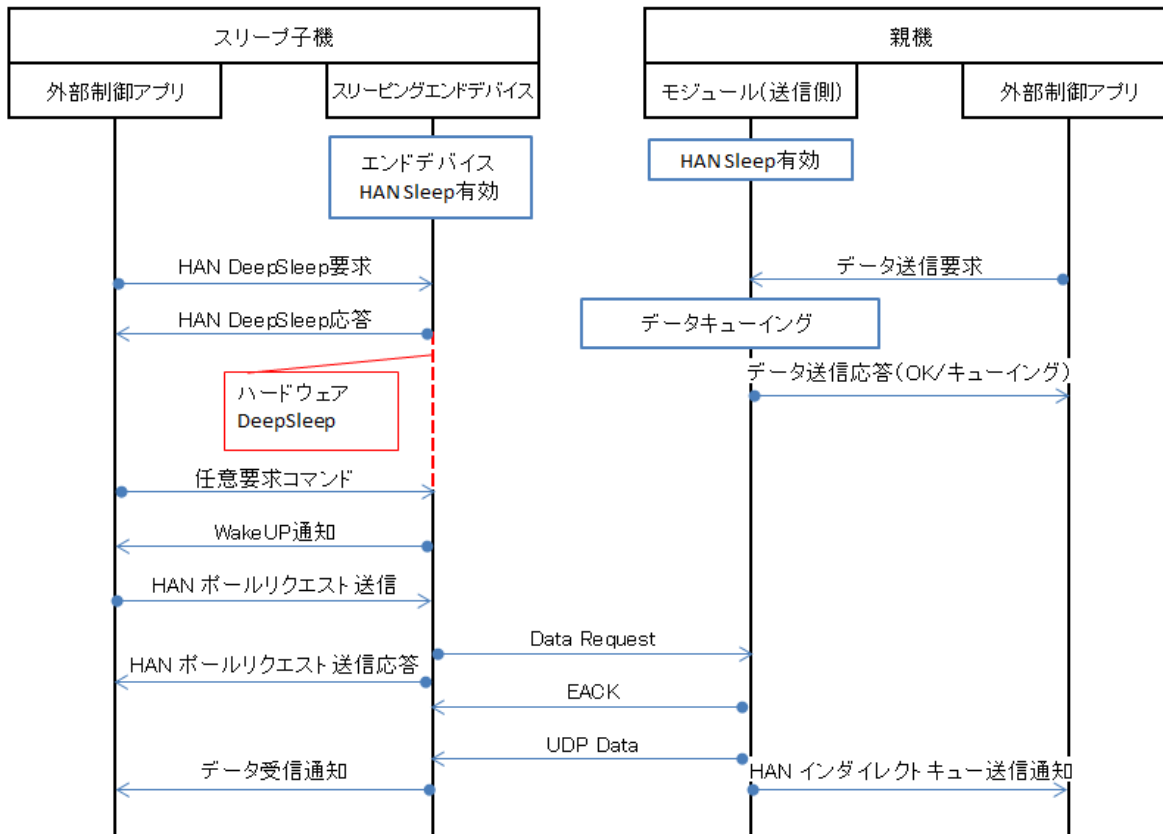 スリープ子機
親機
外部制御アプリ
スリーピングエンドデバイス
モジュール(送信側)
外部制御アプリ
エンドデバイス
HAN Sleep有効
HAN Sleep有効
HAN DeepSleep要求
データ送信要求
HAN DeepSleep応答
データキューイング
データ送信応答(OK/キューイング)
ハードウェア
DeepSleep
任意要求コマンド
WakeUP通知
HAN ポールリクエスト送信
Data Request
HAN ポールリクエスト送信応答
EACK
UDP Data
データ受信通知
HAN インダイレクトキュー送信通知